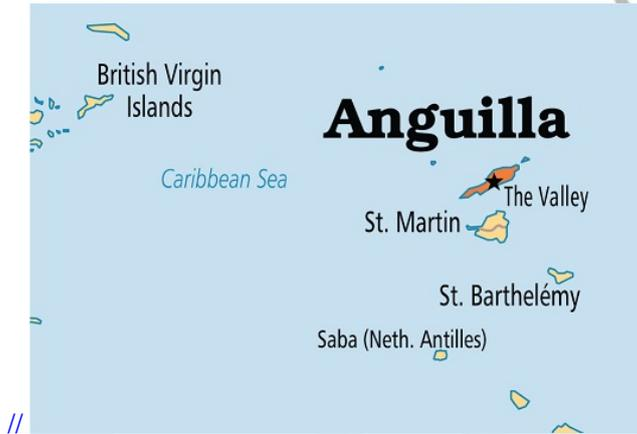 British Virgin
Islands
Anguilla
Caribbean Sea
The Valley
St. Martin
St. Barthelémy
Saba (Neth. Antilles)
//